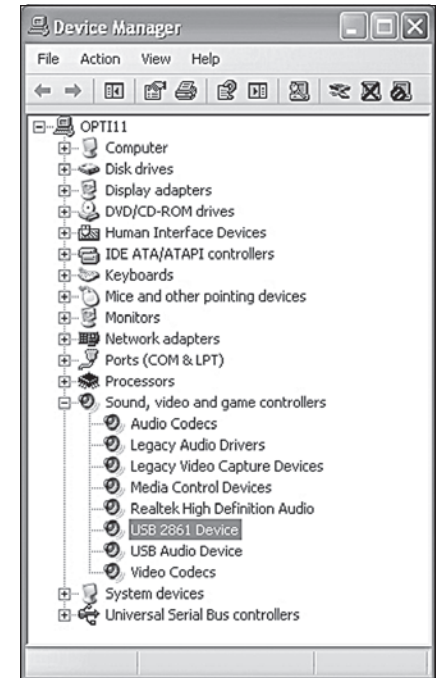 Device Manager
File Action View Help
OPTI11
Computer
Disk drives
Display adapters
DVD/CD-ROM drives
Human Interface Devices
IDE ATA/ATAPI controllers
Keyboards
Mice and other pointing devices
Monitors
Network adapters
Ports (COM & LPT)
Processors
Sound, video and game controllers
Audio Codecs
Legacy Audio Drivers
Legacy Video Capture Devices
Media Control Devices
Realtek High Definition Audio
USB 2861 Device
USB Audio Device
Video Codecs
System devices
Universal Serial Bus controllers